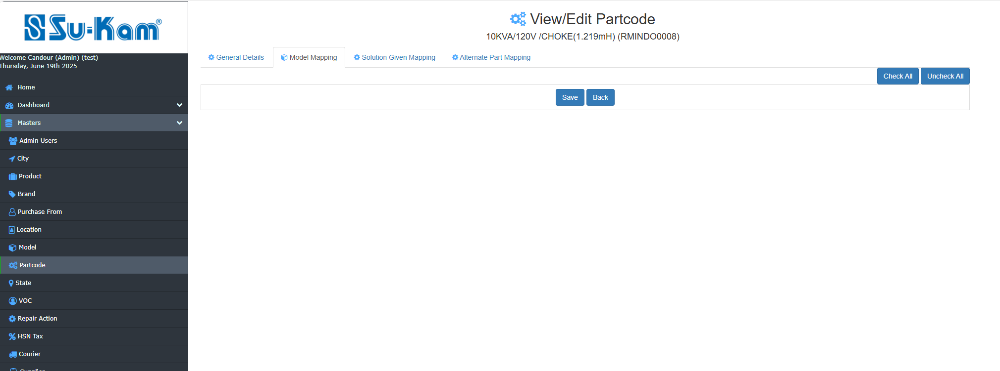 Su-Kam®
Welcome Candour (Admin) (test)
Thursday, June 19th 2025
Home
Dashboard
Masters
Admin Users
City
Product
Brand
Purchase From
Location
Model
Partcode
State
VOC
Repair Action
HSN Tax
Courier
Supplier
View/Edit Partcode
10KVA/120V /CHOKE(1.219mH) (RMINDO0008)
General Details Model Mapping Solution Given Mapping Alternate Part Mapping
Check All Uncheck All
Save Back